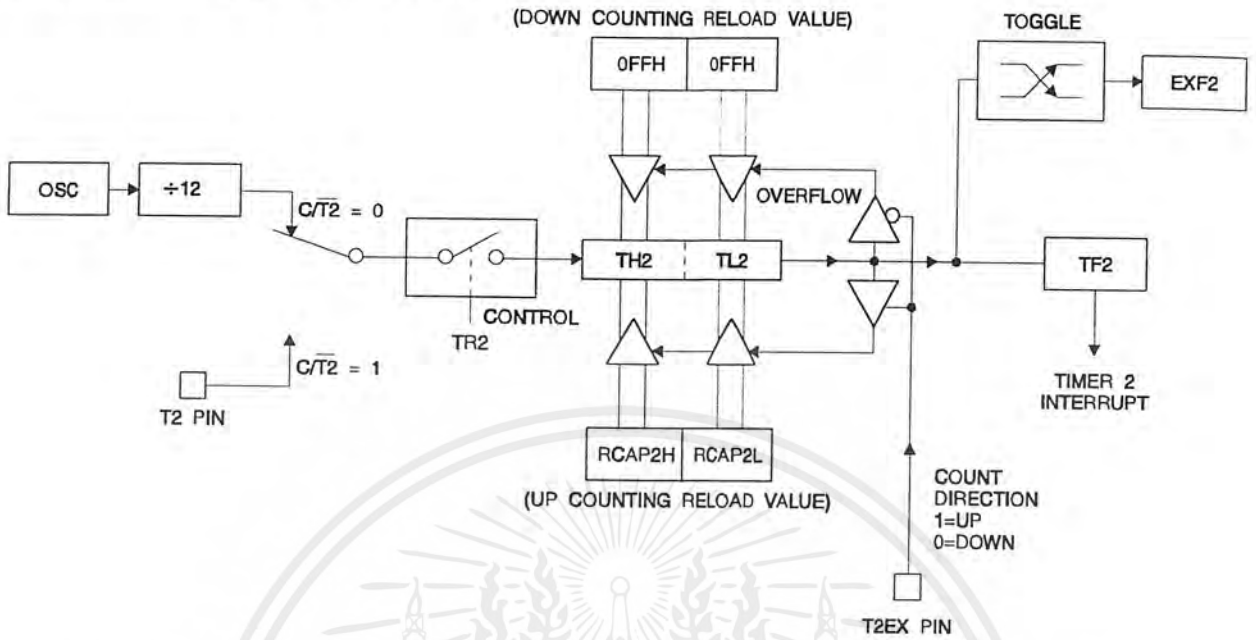 (DOWN COUNTING RELOAD VALUE)
TOGGLE
0FFH 0FFH
EXF2
OSC
÷12
C/T2̅ = 0
OVERFLOW
TH2 TL2
TF2
CONTROL
TR2
C/T2̅ = 1
T2 PIN
TIMER 2
INTERRUPT
RCAP2H RCAP2L
(UP COUNTING RELOAD VALUE)
COUNT
DIRECTION
1=UP
0=DOWN
T2EX PIN